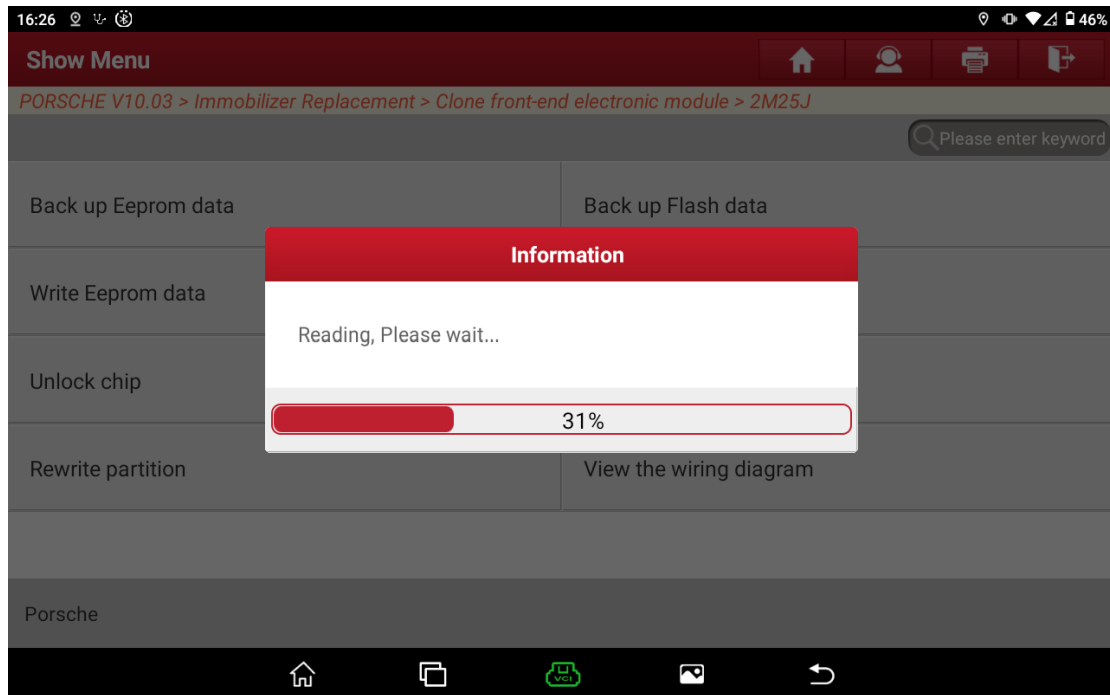 16:26
46%
Show Menu
PORSCHE V10.03 > Immobilizer Replacement > Clone front-end electronic module > 2M25J
Please enter keyword
Back up Eeprom data
Back up Flash data
Information
Write Eeprom data
Reading, Please wait...
Unlock chip
31%
Rewrite partition
View the wiring diagram
Porsche
VCI